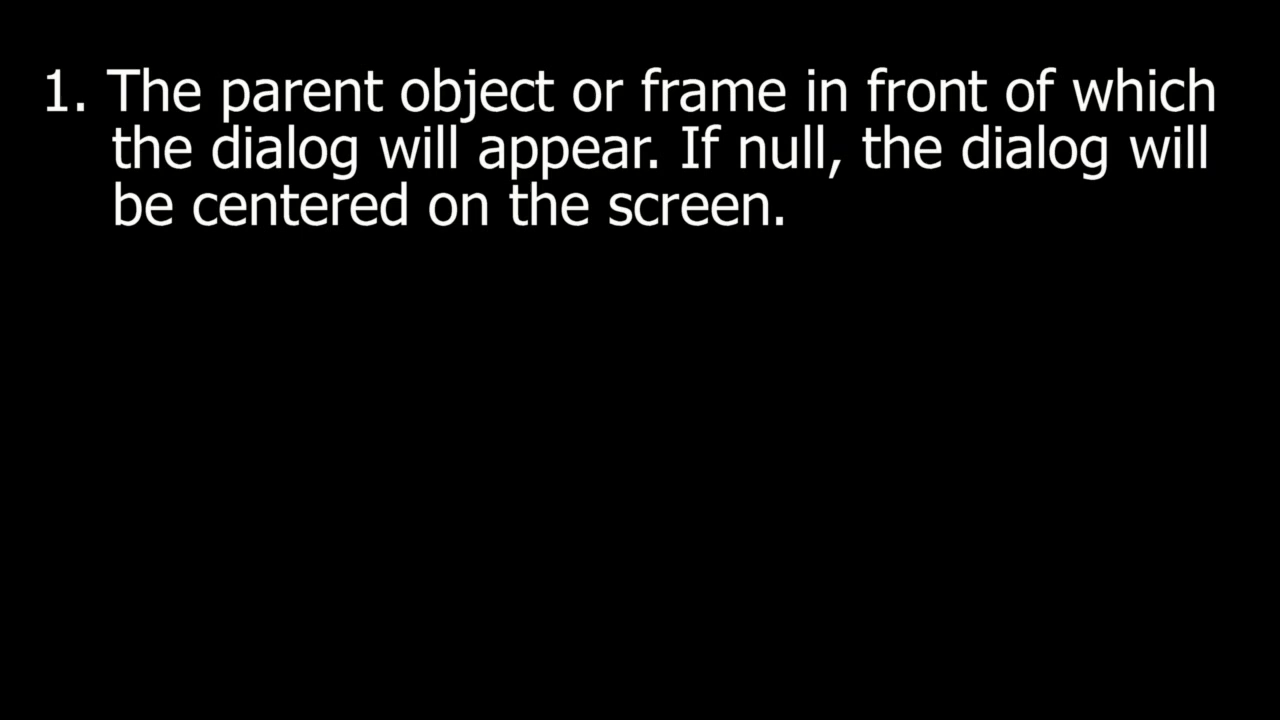 1. The parent object or frame in front of which
the dialog will appear. If null, the dialog will
be centered on the screen.